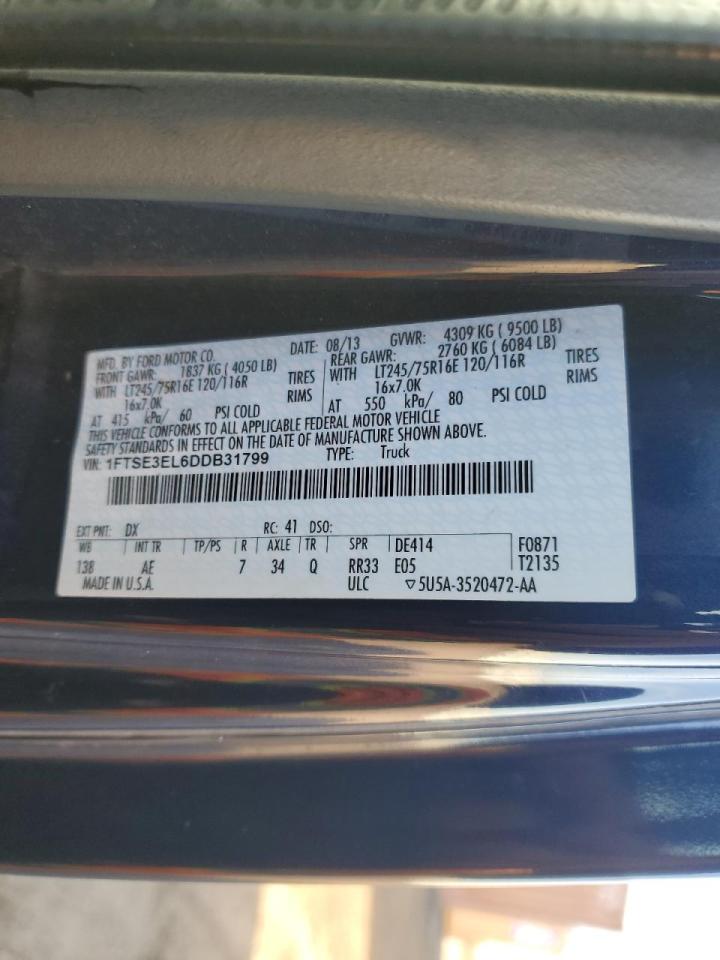 MFD. BY FORD MOTOR CO. DATE: 08/13 GVWR: 4309 KG ( 9500 LB)
FRONT GAWR: 1837 KG ( 4050 LB) REAR GAWR: 2760 KG ( 6084 LB)
WITH LT245/75R16E 120/116R TIRES WITH LT245/75R16E 120/116R TIRES
16x7.0K RIMS 16x7.0K RIMS
AT 415 kPa/ 60 PSI COLD AT 550 kPa/ 80 PSI COLD
THIS VEHICLE CONFORMS TO ALL APPLICABLE FEDERAL MOTOR VEHICLE
SAFETY STANDARDS IN EFFECT ON THE DATE OF MANUFACTURE SHOWN ABOVE.
VIN: 1FTSE3EL6DDB31799 TYPE: Truck
EXT PNT: DX RC: 41 DSO:
WB INT TR TP/PS R AXLE TR SPR DE414 F0871
138 AE 7 34 Q RR33 E05 T2135
MADE IN U.S.A. ULC ▽5U5A-3520472-AA